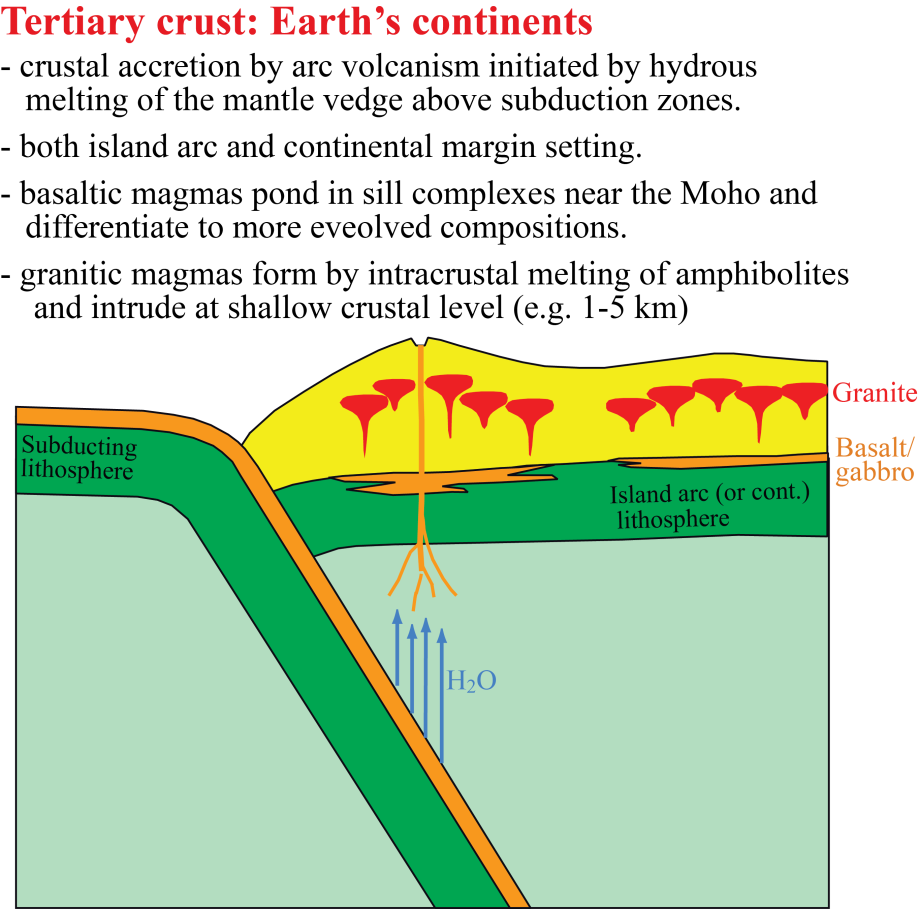 Tertiary crust: Earth's continents
- crustal accretion by arc volcanism initiated by hydrous
melting of the mantle vedge above subduction zones.
- both island arc and continental margin setting.
- basaltic magmas pond in sill complexes near the Moho and
differentiate to more eveolved compositions.
- granitic magmas form by intracrustal melting of amphibolites
and intrude at shallow crustal level (e.g. 1-5 km)
Granite
Basalt/
gabbro
Subducting
lithosphere
Island arc (or cont.)
lithosphere
H₂O